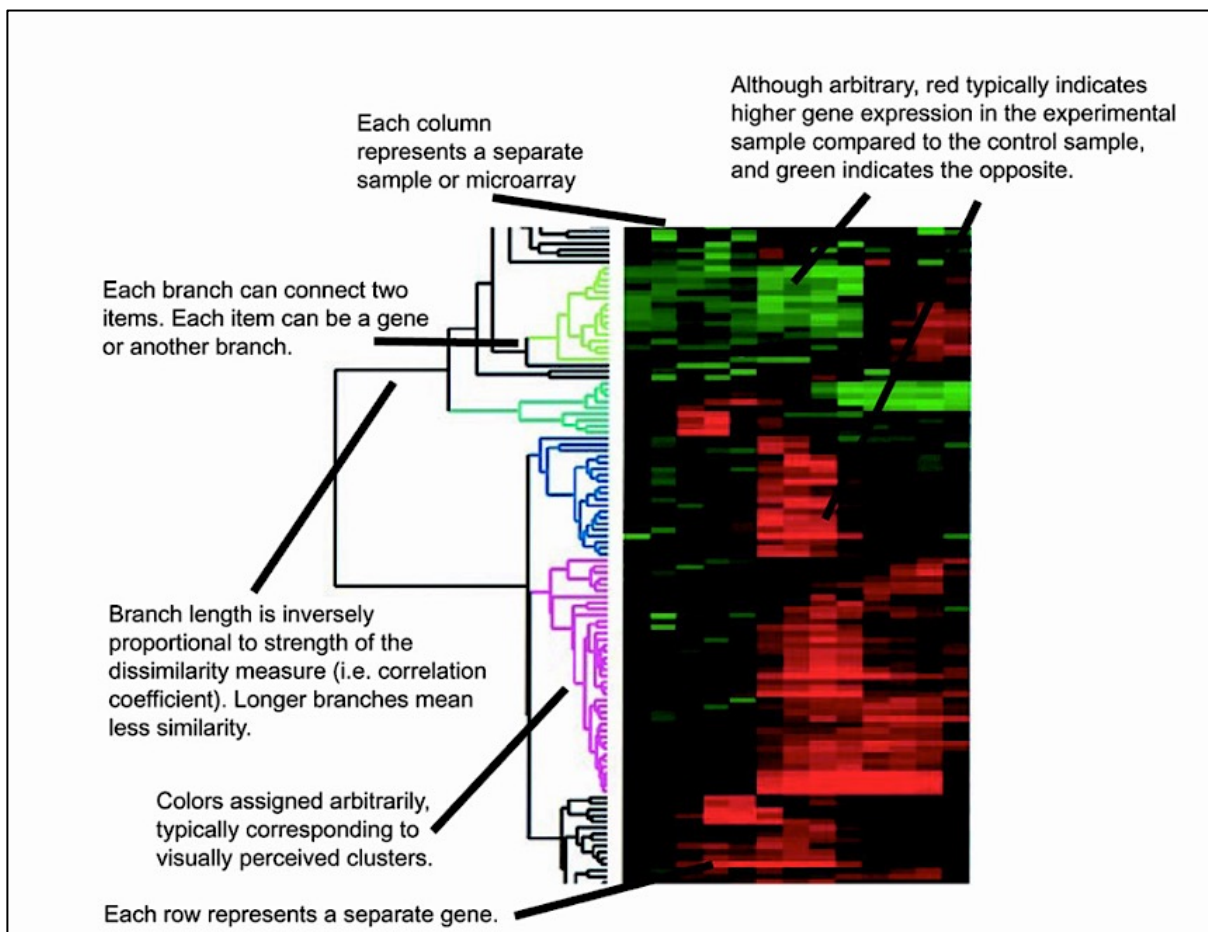 Although arbitrary, red typically indicates
higher gene expression in the experimental
sample compared to the control sample,
and green indicates the opposite.
Each column
represents a separate
sample or microarray
Each branch can connect two
items. Each item can be a gene
or another branch.
Branch length is inversely
proportional to strength of the
dissimilarity measure (i.e. correlation
coefficient). Longer branches mean
less similarity.
Colors assigned arbitrarily,
typically corresponding to
visually perceived clusters.
Each row represents a separate gene.